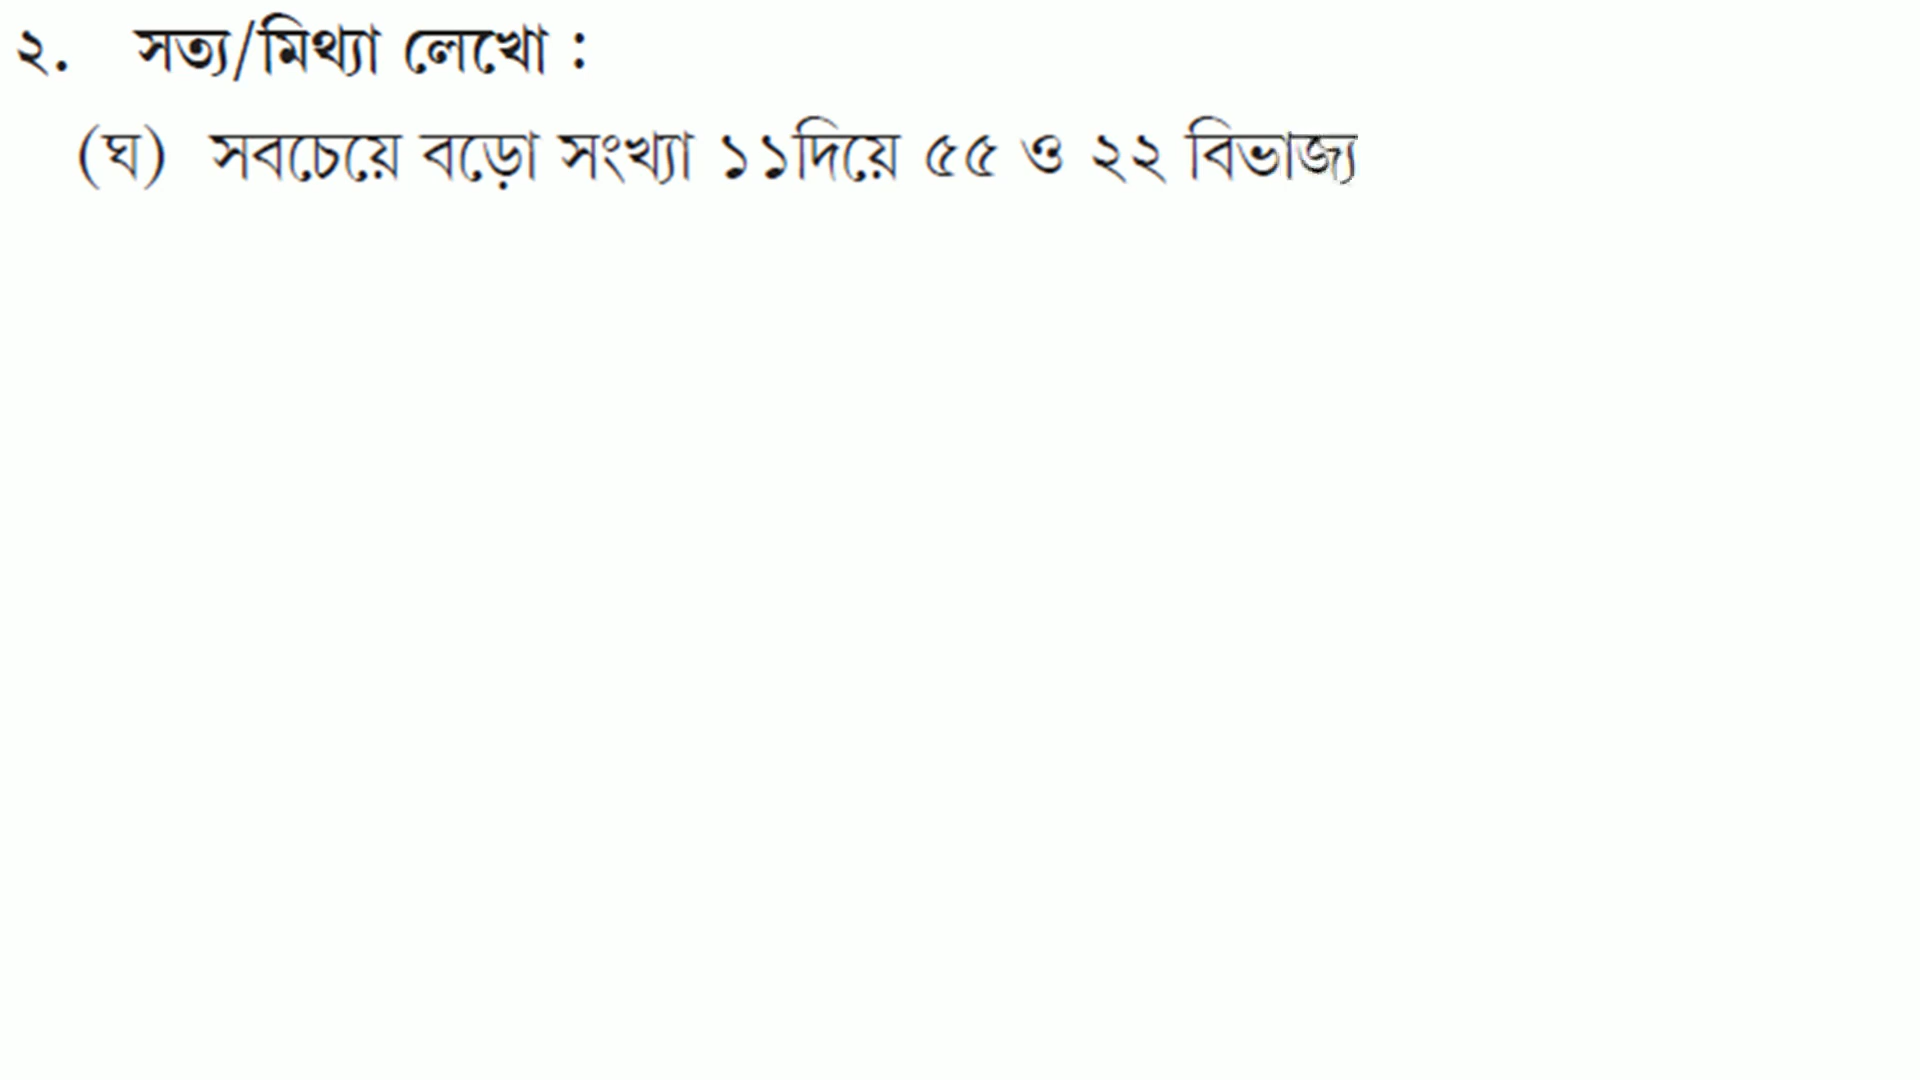 ২. সত্য/মিথ্যা লেখো :
(ঘ) সবচেয়ে বড়ো সংখ্যা ১১দিয়ে ৫৫ ও ২২ বিভাজ্য